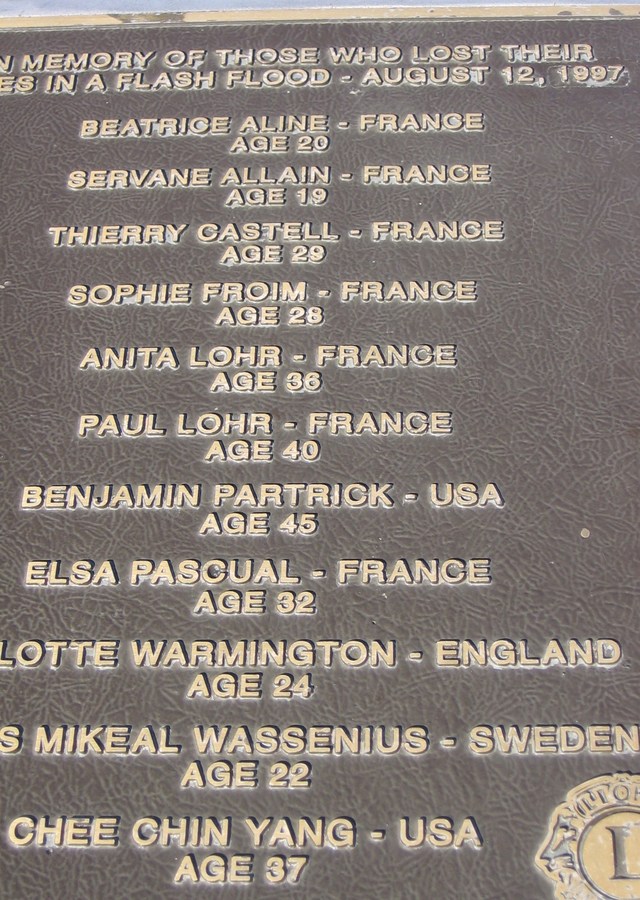 N MEMORY OF THOSE WHO LOST THEIR
ES IN A FLASH FLOOD - AUGUST 12, 1997
BEATRICE ALINE - FRANCE
AGE 20
SERVANE ALLAIN - FRANCE
AGE 19
THIERRY CASTELL - FRANCE
AGE 29
SOPHIE FROIM - FRANCE
AGE 28
ANITA LOHR - FRANCE
AGE 36
PAUL LOHR - FRANCE
AGE 40
BENJAMIN PARTRICK - USA
AGE 45
ELSA PASCUAL - FRANCE
AGE 32
LOTTE WARMINGTON - ENGLAND
AGE 24
S MIKEAL WASSENIUS - SWEDEN
AGE 22
CHEE CHIN YANG - USA
AGE 37
L